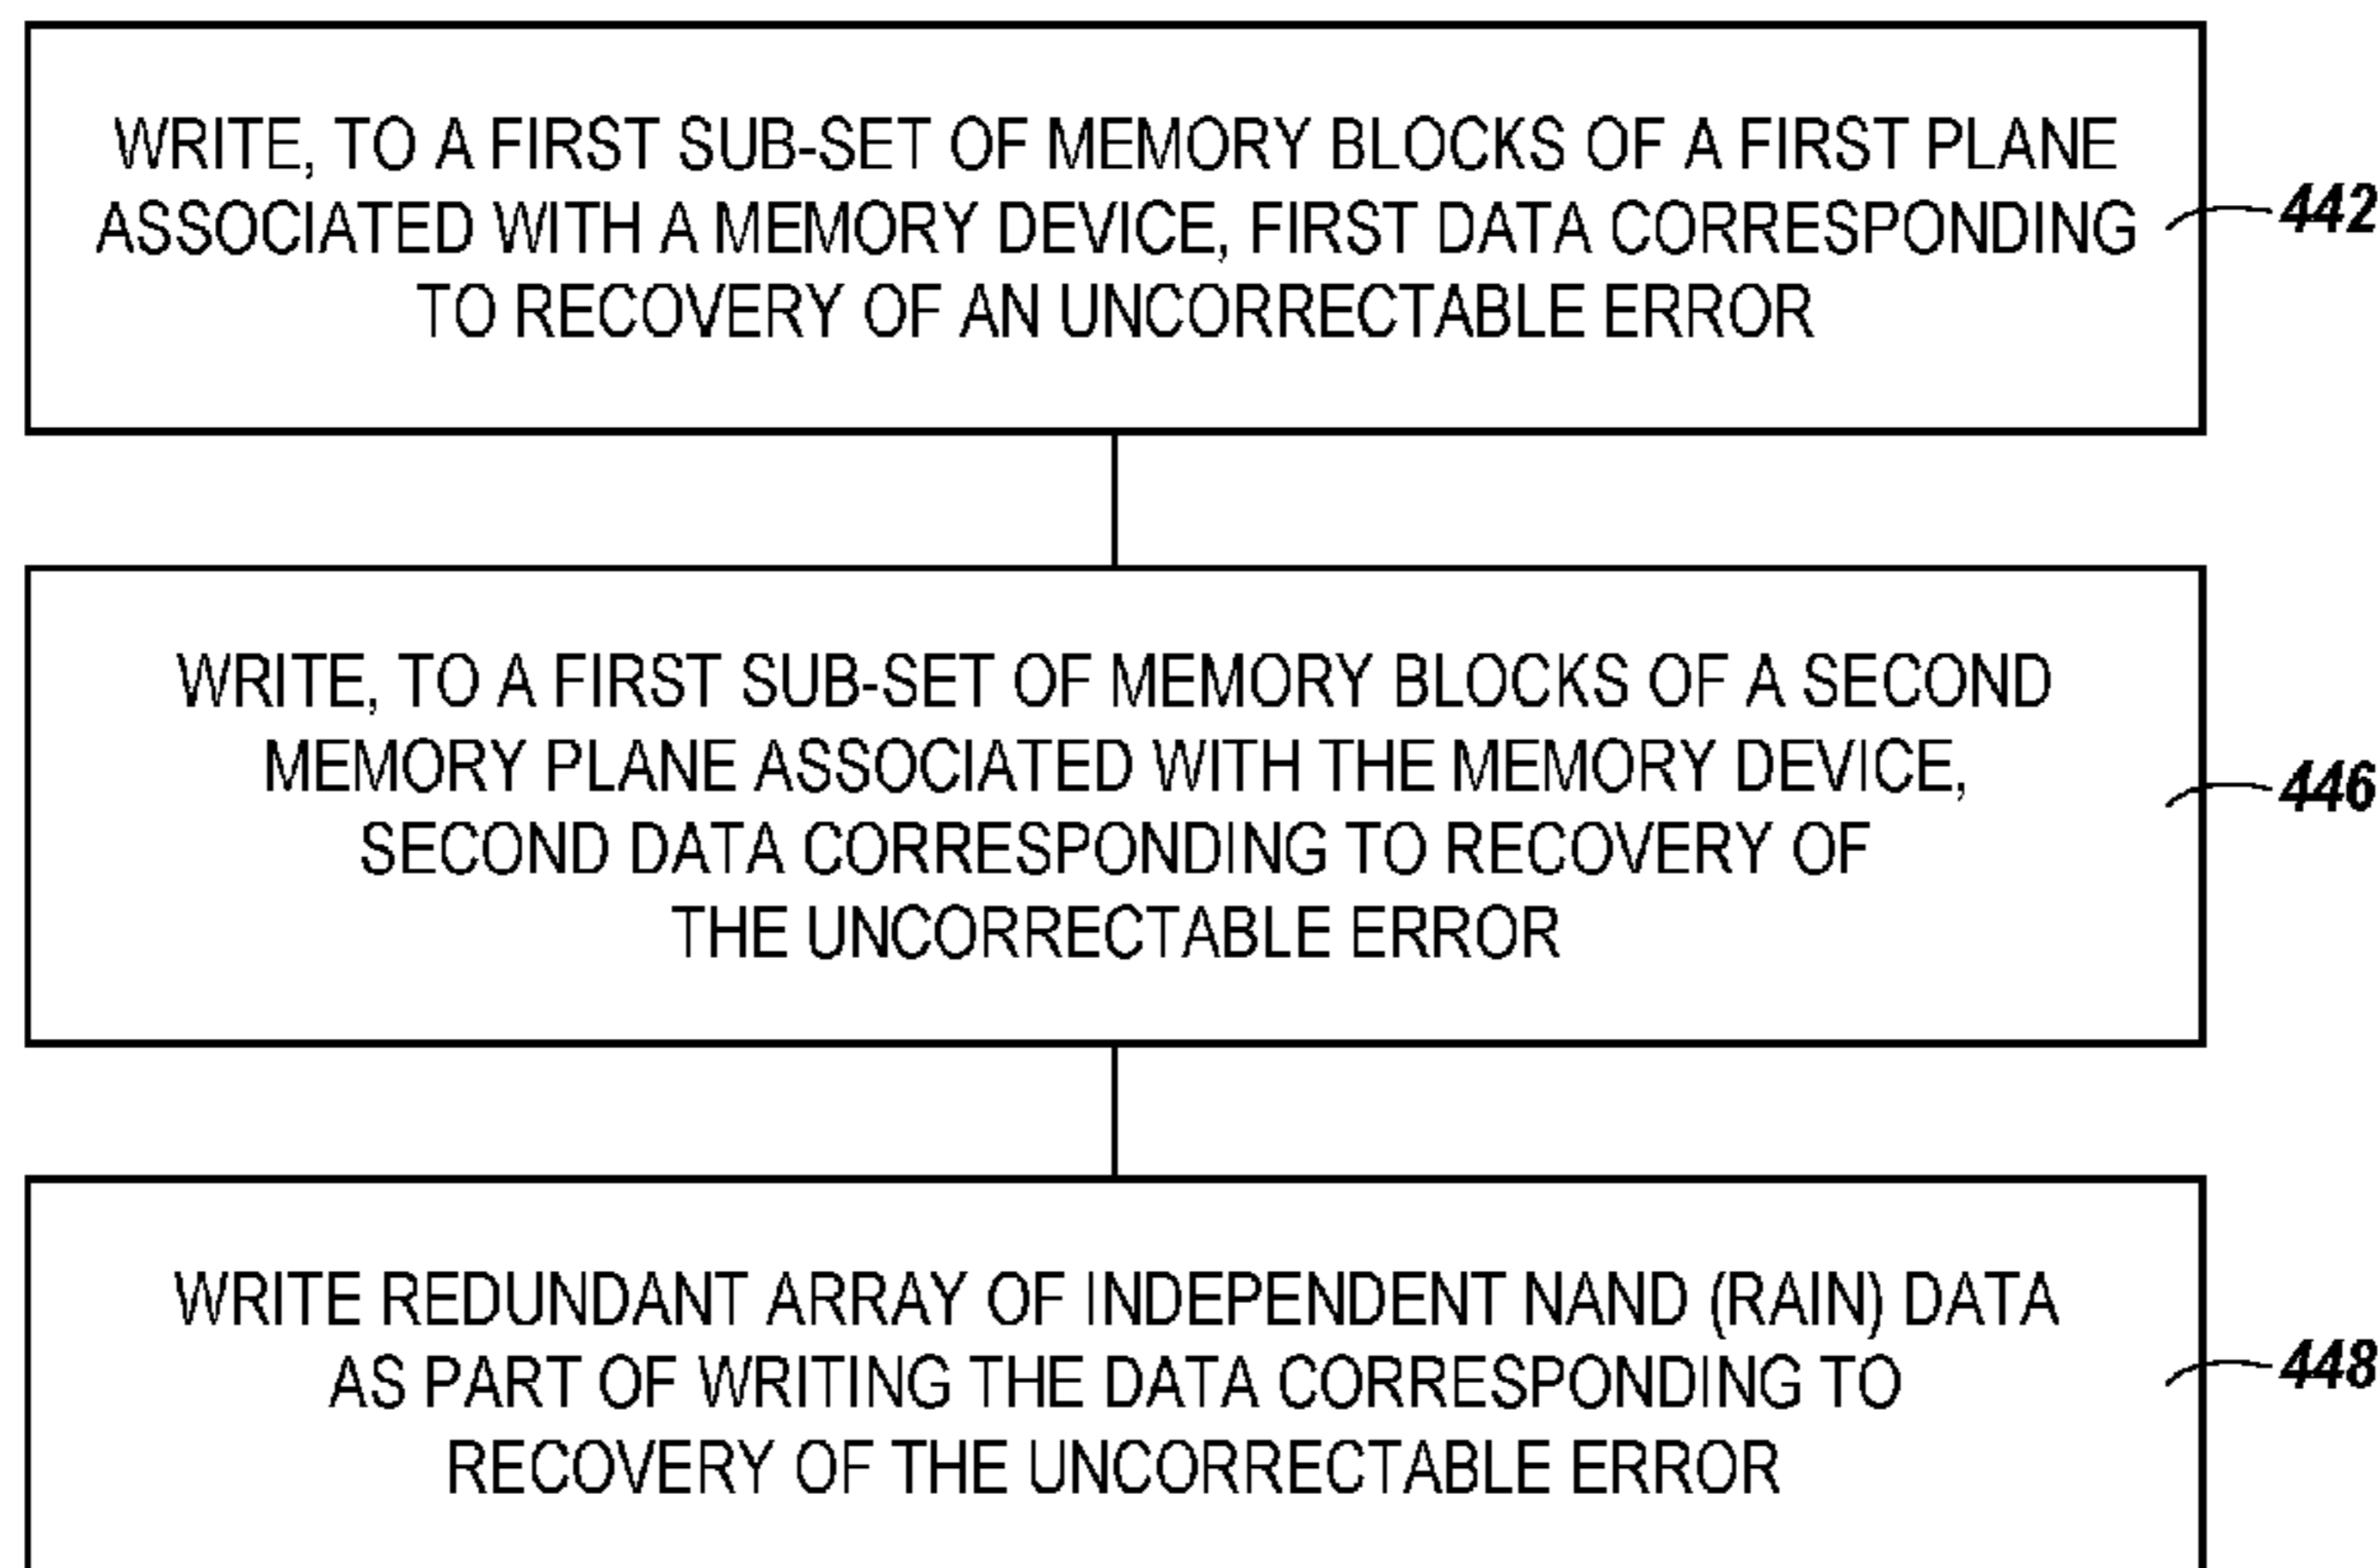 WRITE, TO A FIRST SUB-SET OF MEMORY BLOCKS OF A FIRST PLANE
ASSOCIATED WITH A MEMORY DEVICE, FIRST DATA CORRESPONDING
TO RECOVERY OF AN UNCORRECTABLE ERROR
442
WRITE, TO A FIRST SUB-SET OF MEMORY BLOCKS OF A SECOND
MEMORY PLANE ASSOCIATED WITH THE MEMORY DEVICE,
SECOND DATA CORRESPONDING TO RECOVERY OF
THE UNCORRECTABLE ERROR
446
WRITE REDUNDANT ARRAY OF INDEPENDENT NAND (RAIN) DATA
AS PART OF WRITING THE DATA CORRESPONDING TO
RECOVERY OF THE UNCORRECTABLE ERROR
448